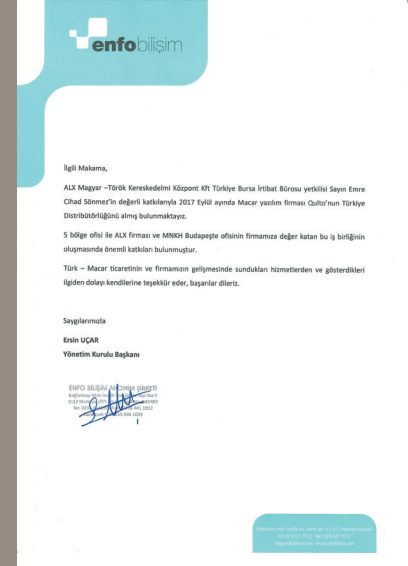 enfobilişim
İlgili Makama,
ALX Magyar –Török Kereskedelmi Központ Kft Türkiye Bursa İrtibat Bürosu yetkilisi Sayın Emre
Cihad Sönmez'in değerli katkılarıyla 2017 Eylül ayında Macar yazılım firması Qulto'nun Türkiye
Distribütörlüğünü almış bulunmaktayız.
5 bölge ofisi ile ALX firması ve MNKH Budapeşte ofisinin firmamıza değer katan bu iş birliğinin
oluşmasında önemli katkıları bulunmuştur.
Türk – Macar ticaretinin ve firmamızın gelişmesinde sundukları hizmetlerden ve gösterdikleri
ilgiden dolayı kendilerine teşekkür eder, başarılar dileriz.
Saygılarımızla
Ersin UÇAR
Yönetim Kurulu Başkanı
ENFO BİLİŞİM ANONİM ŞİRKETİ